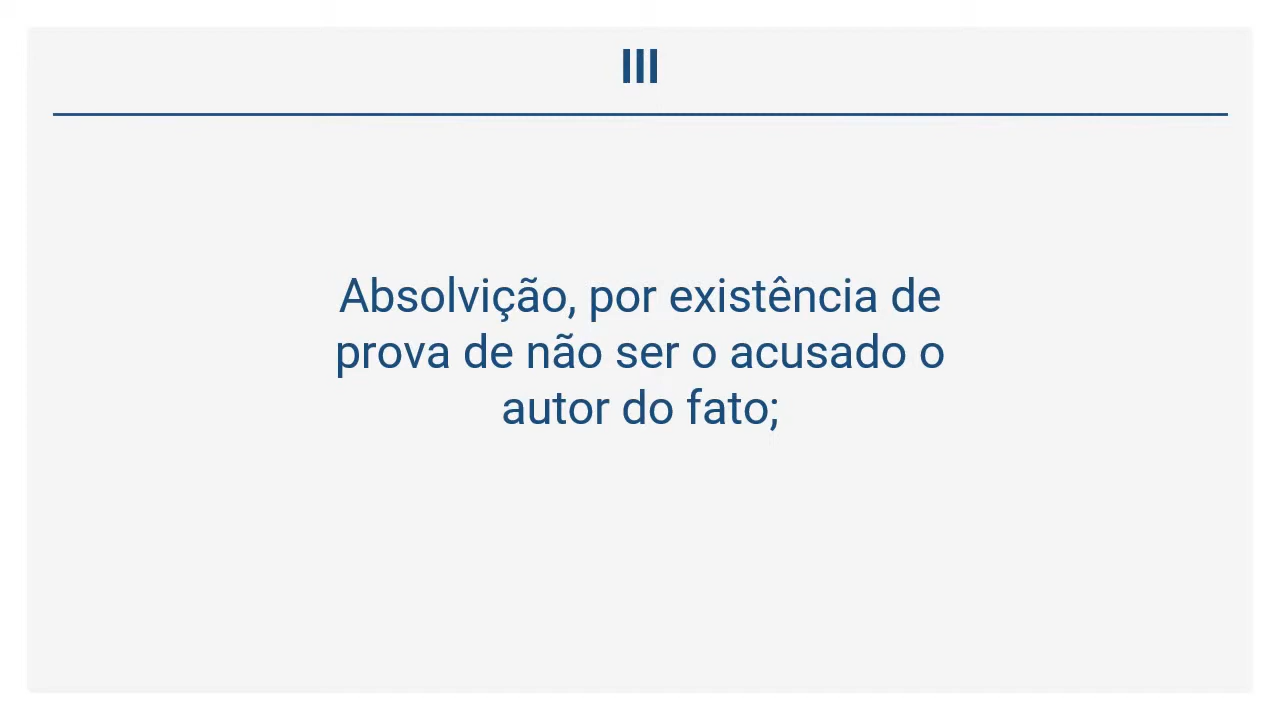 III
Absolvição, por existência de
prova de não ser o acusado o
autor do fato;